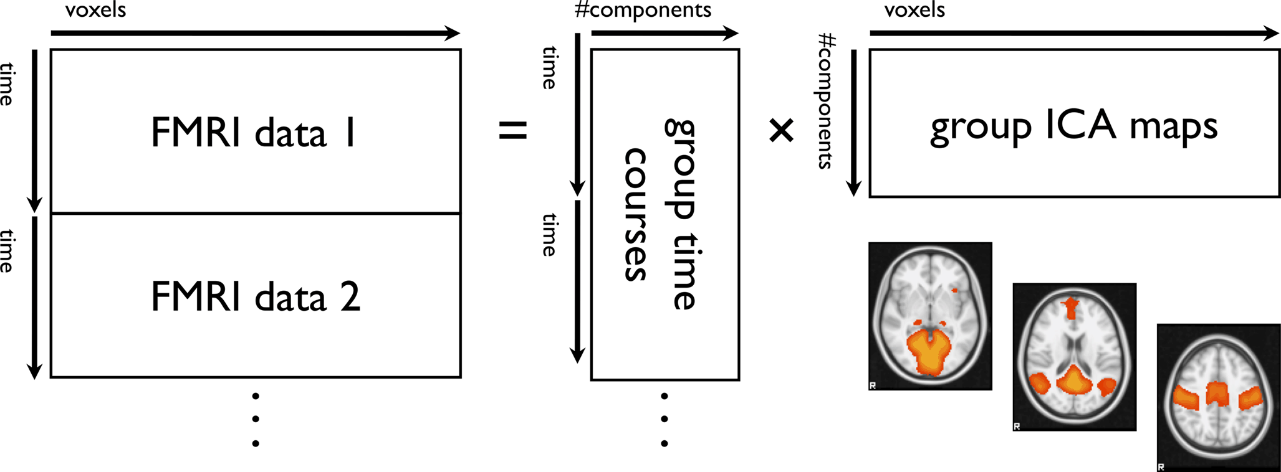 voxels
#components
voxels
time
FMRI data 1
=
time
group time
courses
×
#components
group ICA maps
time
FMRI data 2
time
R
R
R